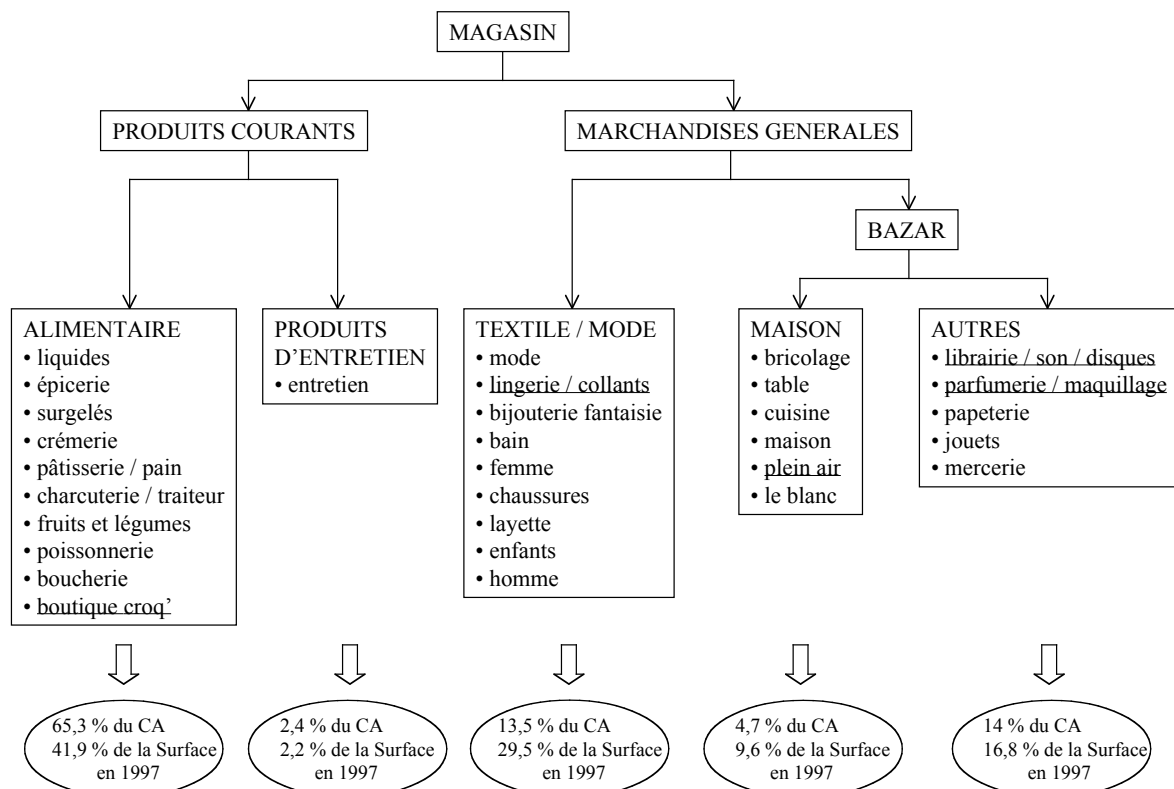 MAGASIN
PRODUITS COURANTS
MARCHANDISES GENERALES
BAZAR
ALIMENTAIRE
• liquides
• épicerie
• surgelés
• crémerie
• pâtisserie / pain
• charcuterie / traiteur
• fruits et légumes
• poissonnerie
• boucherie
• boutique croq’
PRODUITS
D’ENTRETIEN
• entretien
TEXTILE / MODE
• mode
• lingerie / collants
• bijouterie fantaisie
• bain
• femme
• chaussures
• layette
• enfants
• homme
MAISON
• bricolage
• table
• cuisine
• maison
• plein air
• le blanc
AUTRES
• librairie / son / disques
• parfumerie / maquillage
• papeterie
• jouets
• mercerie
65,3 % du CA
41,9 % de la Surface
en 1997
2,4 % du CA
2,2 % de la Surface
en 1997
13,5 % du CA
29,5 % de la Surface
en 1997
4,7 % du CA
9,6 % de la Surface
en 1997
14 % du CA
16,8 % de la Surface
en 1997